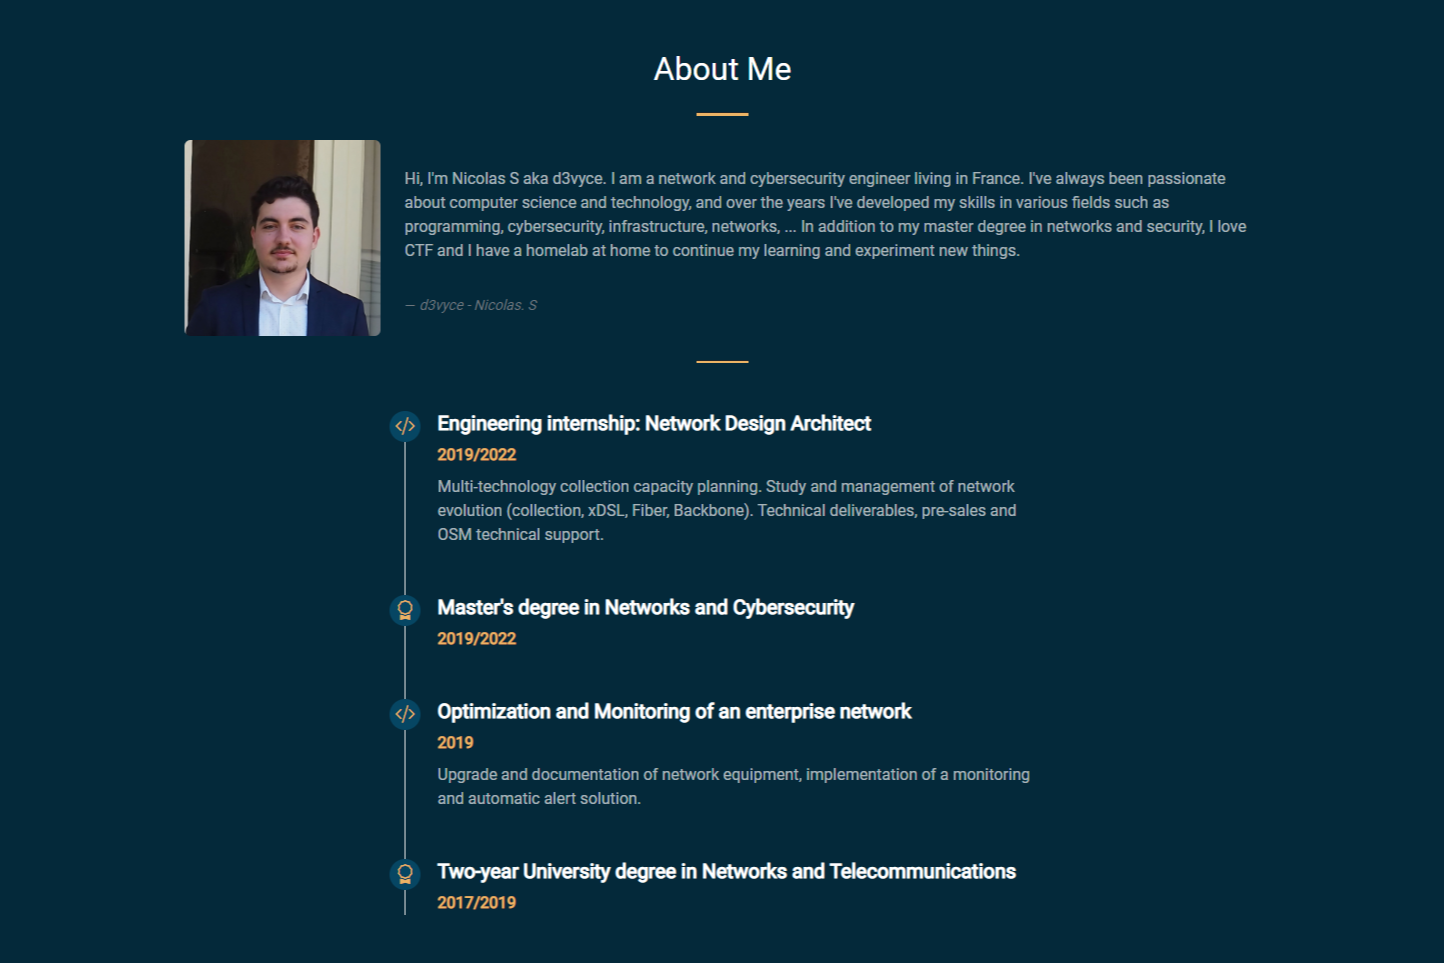 About Me
Hi, I'm Nicolas S aka d3vyce. I am a network and cybersecurity engineer living in France. I've always been passionate
about computer science and technology, and over the years I've developed my skills in various fields such as
programming, cybersecurity, infrastructure, networks, ... In addition to my master degree in networks and security, I love
CTF and I have a homelab at home to continue my learning and experiment new things.
— d3vyce - Nicolas. S
Engineering internship: Network Design Architect
2019/2022
Multi-technology collection capacity planning. Study and management of network
evolution (collection, xDSL, Fiber, Backbone). Technical deliverables, pre-sales and
OSM technical support.
Master's degree in Networks and Cybersecurity
2019/2022
Optimization and Monitoring of an enterprise network
2019
Upgrade and documentation of network equipment, implementation of a monitoring
and automatic alert solution.
Two-year University degree in Networks and Telecommunications
2017/2019